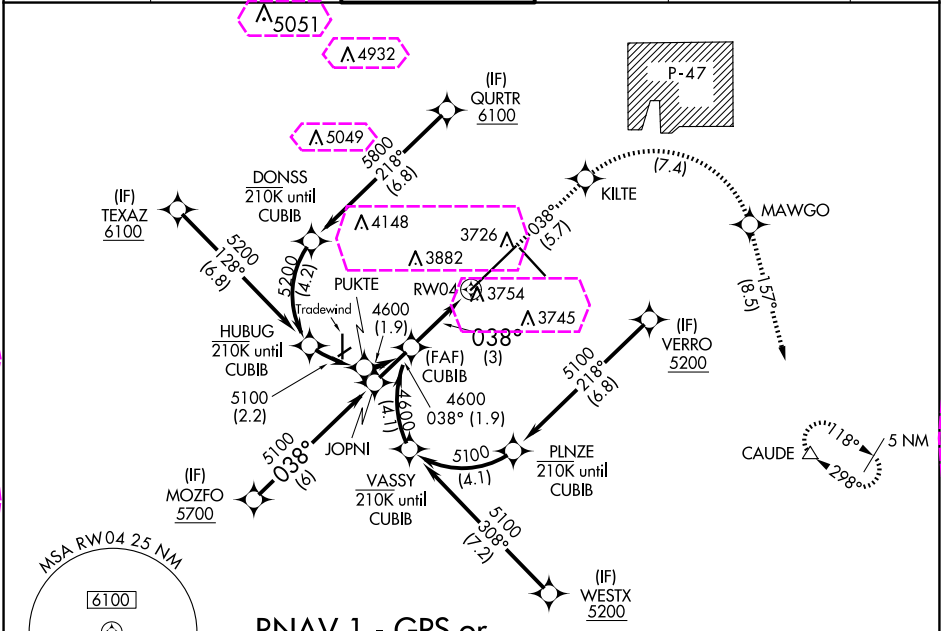 5051
4932
P-47
(IF)
QURTR
6100
5049
5800
218°
(6.8)
(7.4)
KILTE
DONSS
210K until
CUBIB
(IF)
TEXAZ
6100
4148
3726
3882
038°
(5.7)
MAWGO
5200
128°
(6.8)
5200
(4.2)
PUKTE
RW04
3754
3745
157°
(8.5)
Tradewind
4600
(1.9)
038°
(3)
(IF)
VERRO
5200
HUBUG
210K until
CUBIB
(FAF)
CUBIB
5100
218°
(6.8)
5100
(2.2)
4600
038° (1.9)
4600
(4.1)
JOPNI
5100
038°
(6)
(IF)
MOZFO
5700
VASSY
210K until
CUBIB
5100
(4.1)
PLNZE
210K until
CUBIB
CAUDE
118°
298°
5 NM
5100
308°
(7.2)
(IF)
WESTX
5200
MSA RW04 25 NM
6100
RNAV 1 - GPS or